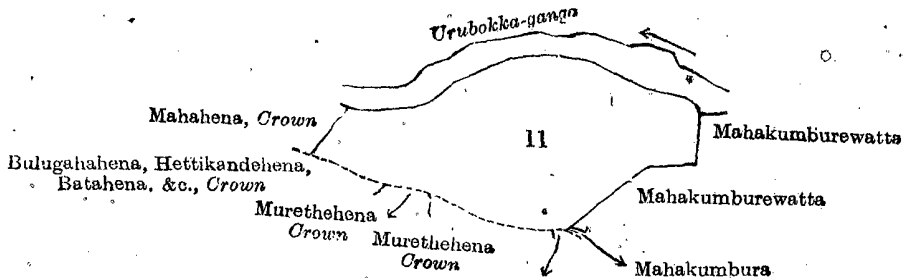 Urubokka-ganga
Mahahena, Crown
11
Mahakumburewatta
Bulugahahena, Hettikandehena,
Batahena, &c., Crown
Mahakumburewatta
Murethehena
Crown
Murethehena
Crown
Mahakumbura